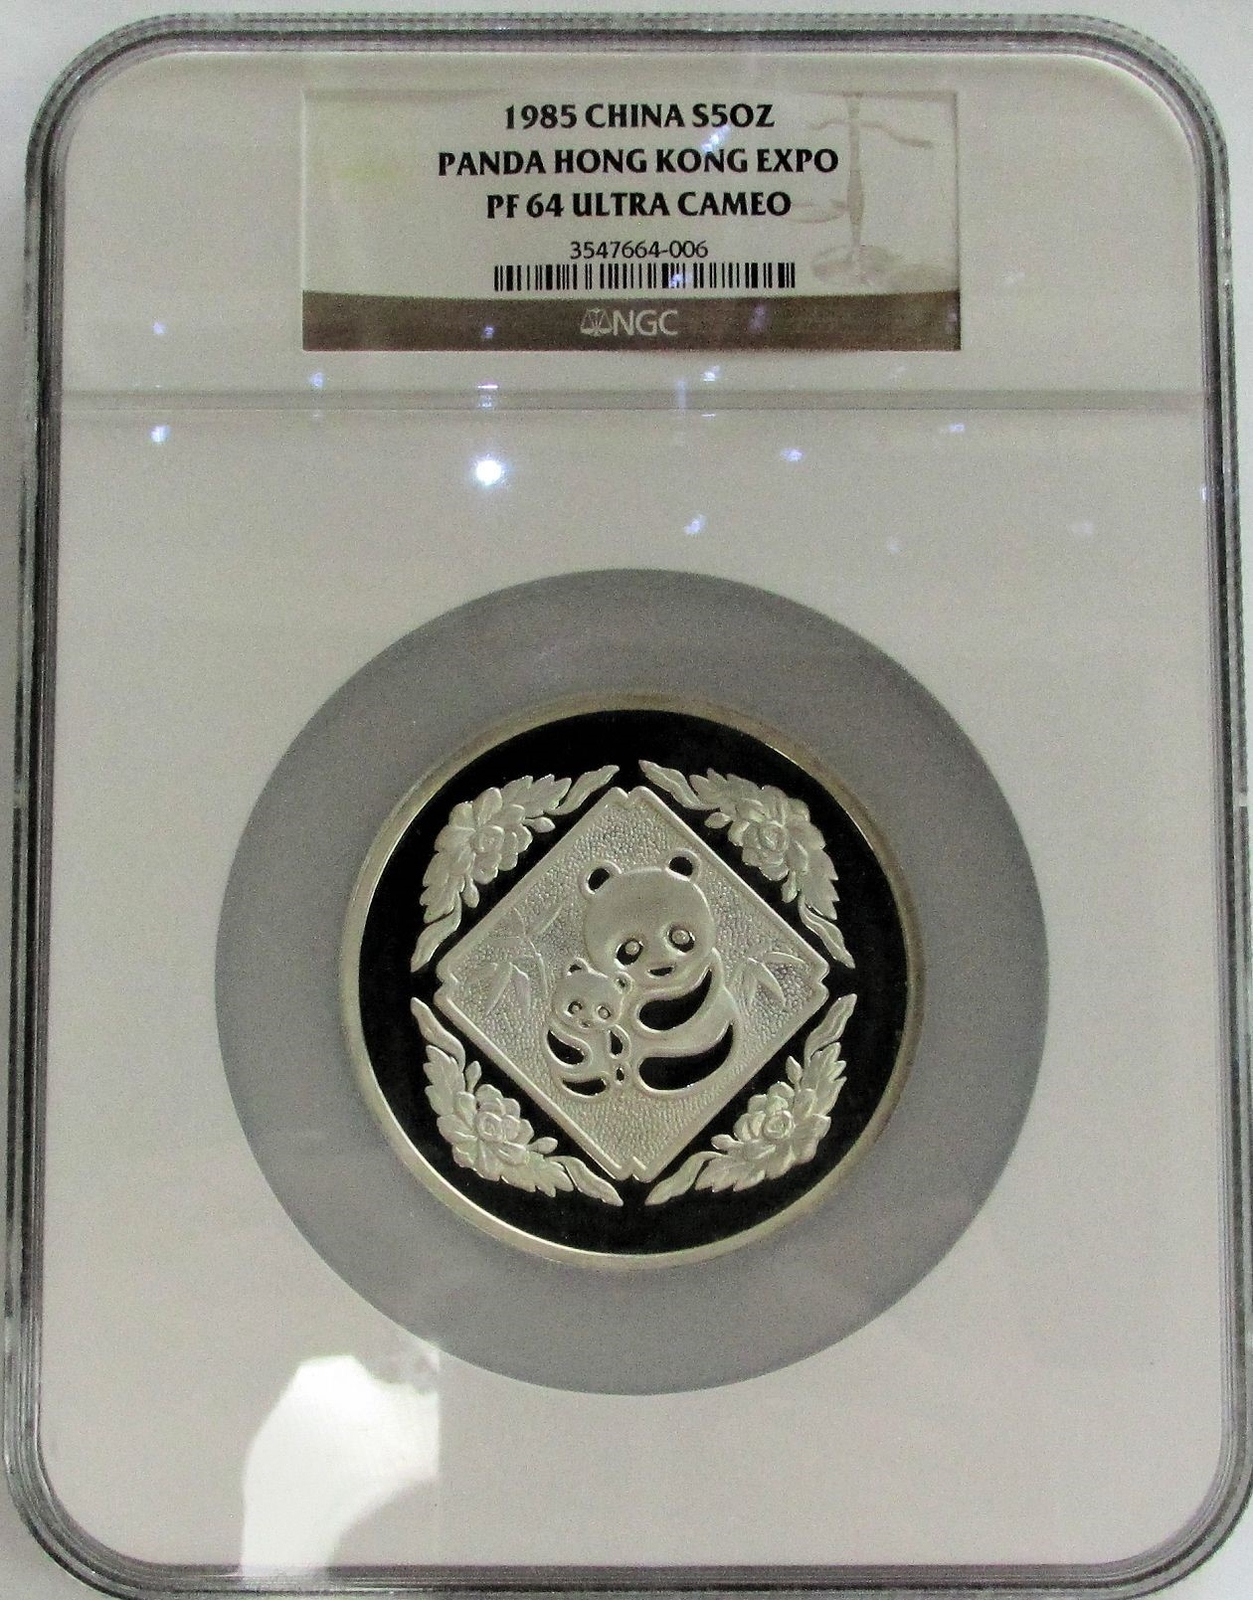 1985 CHINA S5OZ
PANDA HONG KONG EXPO
PF 64 ULTRA CAMEO
3547664-006
NGC